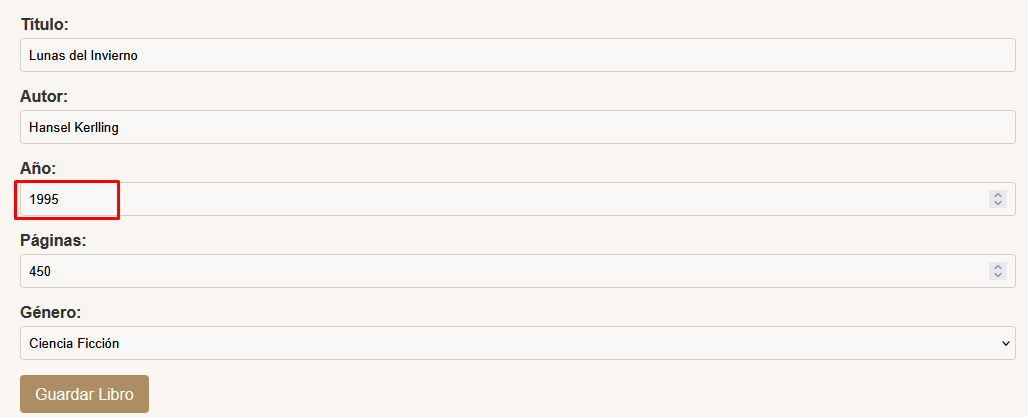 Título:
Lunas del Invierno
Autor:
Hansel Kerlling
Año:
1995
Páginas:
450
Género:
Ciencia Ficción
Guardar Libro